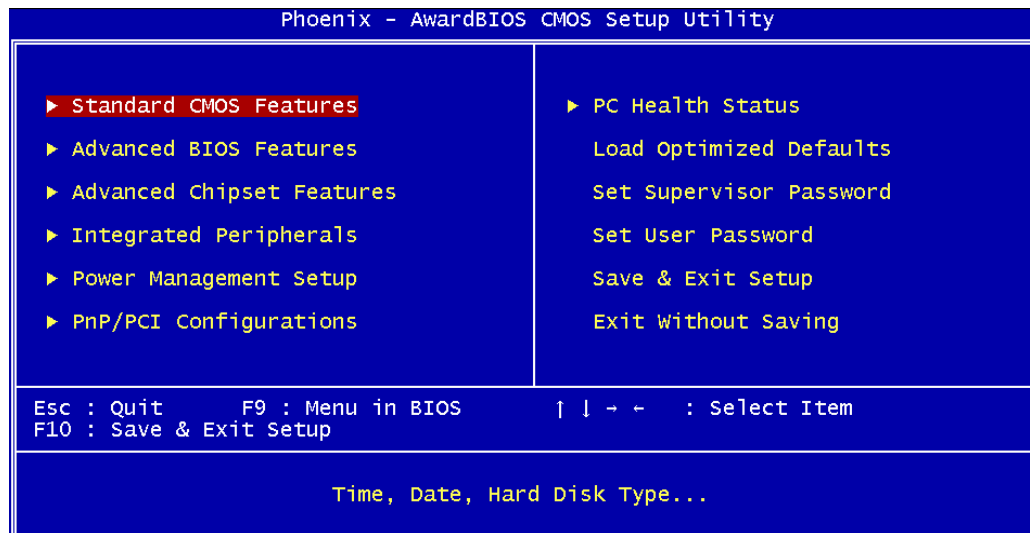 Phoenix - AwardBIOS CMOS Setup Utility
▶ Standard CMOS Features
▶ Advanced BIOS Features
▶ Advanced Chipset Features
▶ Integrated Peripherals
▶ Power Management Setup
▶ PnP/PCI Configurations
▶ PC Health Status
Load Optimized Defaults
Set Supervisor Password
Set User Password
Save & Exit Setup
Exit Without Saving
Esc : Quit F9 : Menu in BIOS ↑ ↓ → ← : Select Item
F10 : Save & Exit Setup
Time, Date, Hard Disk Type...